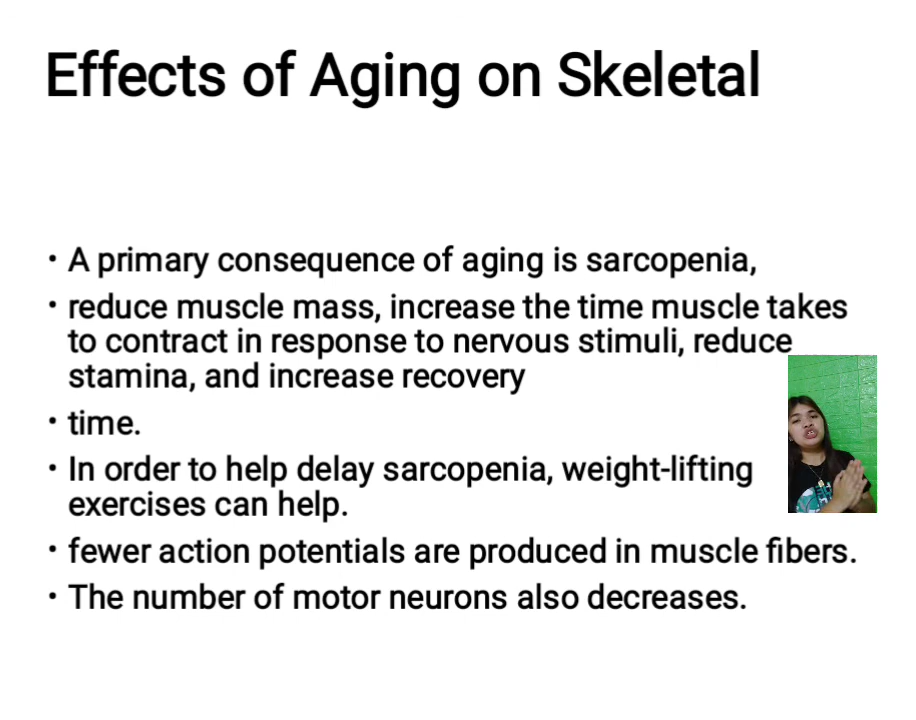 Effects of Aging on Skeletal
• A primary consequence of aging is sarcopenia,
• reduce muscle mass, increase the time muscle takes
to contract in response to nervous stimuli, reduce
stamina, and increase recovery
• time.
• In order to help delay sarcopenia, weight-lifting
exercises can help.
• fewer action potentials are produced in muscle fibers.
• The number of motor neurons also decreases.